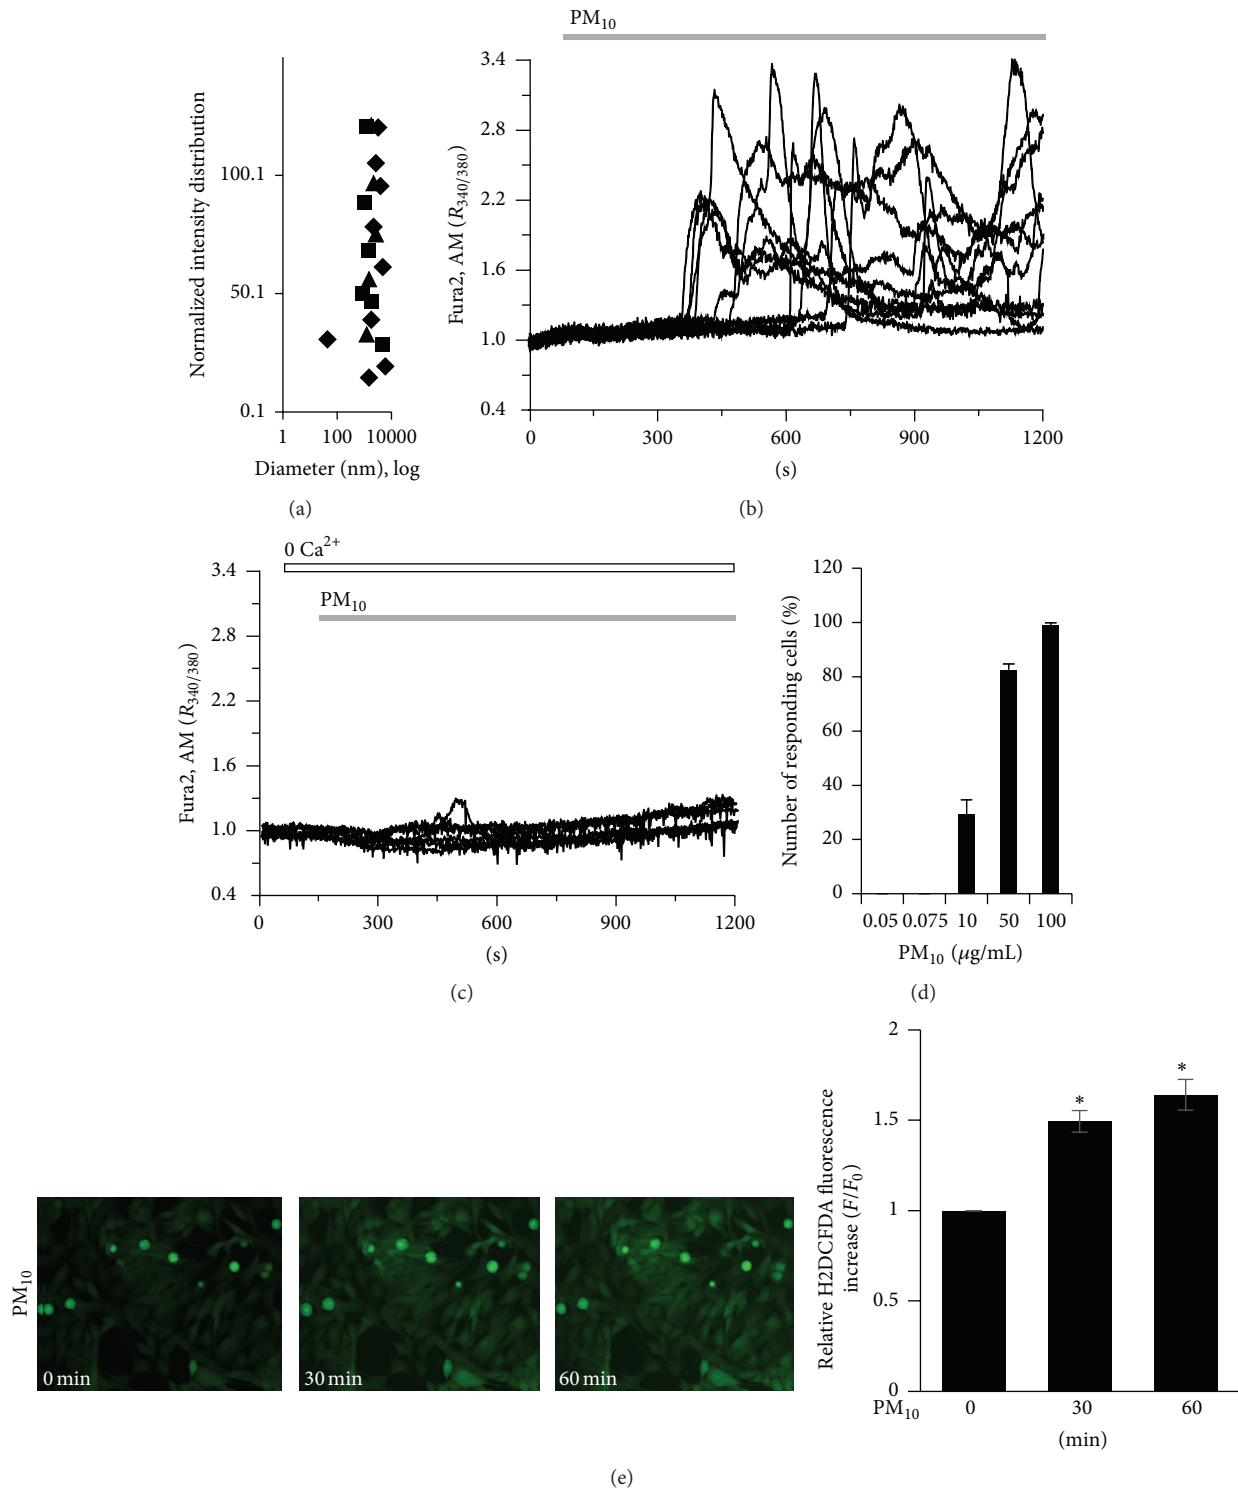 PM10
Normalized intensity distribution
100.1
50.1
0.1
1 100 10000
Diameter (nm), log
(a)
Fura2, AM (R340/380)
3.4
2.8
2.2
1.6
1.0
0.4
0 300 600 900 1200
(s)
(b)
0 Ca2+
PM10
Fura2, AM (R340/380)
3.4
2.8
2.2
1.6
1.0
0.4
0 300 600 900 1200
(s)
(c)
Number of responding cells (%)
120
100
80
60
40
20
0
0.05 0.075 10 50 100
PM10 (μg/mL)
(d)
PM10
0 min
30 min
60 min
Relative H2DCFDA fluorescence
increase (F/F0)
2
1.5
1
0.5
0
*
*
PM10 0 30 60
(min)
(e)